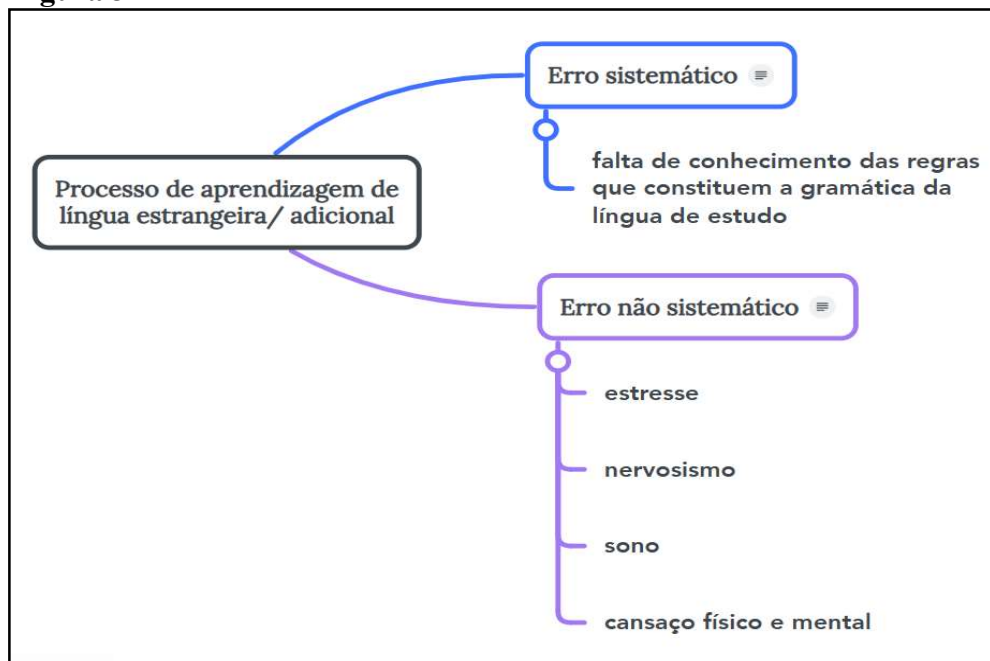 Erro sistemático
falta de conhecimento das regras
que constituem a gramática da
língua de estudo
Processo de aprendizagem de
língua estrangeira/ adicional
Erro não sistemático
estresse
nervosismo
sono
cansaço físico e mental